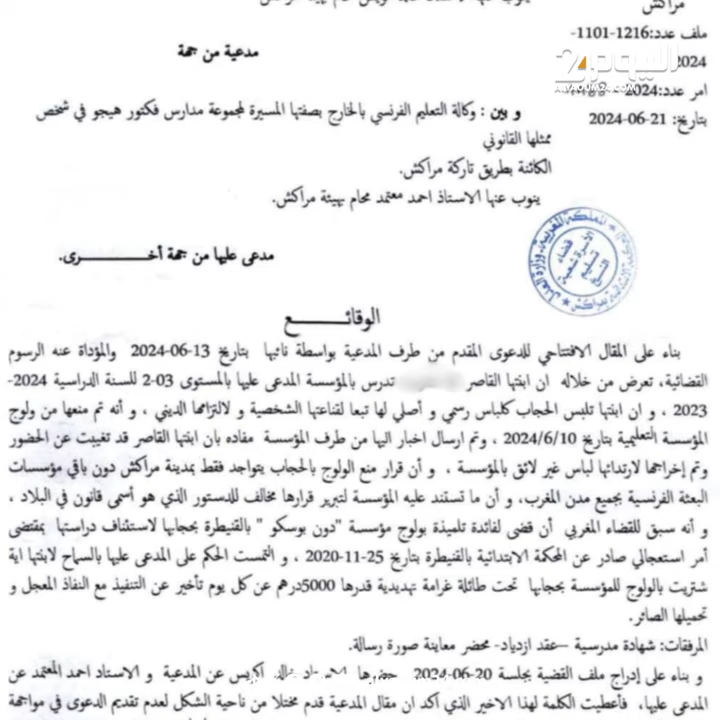 مراكش
ملف عدد:1216-1101-
2024
امر عدد:
بتاريخ: 21-06-2024
اليوم24
ALYAOUM24.COM
مدعية من جهة
و بين : وكالة التعليم الفرنسي بالخارج بصفتها المسيرة لمجموعة مدارس فكتور هيجو في شخص
ممثلها القانوني
الكائنة بطريق تاركة مراكش.
ينوب عنها الاستاذ احمد معتمد محام بهيئة مراكش.
مدعى عليها من جهة أخـــــرى.
الوقائـــــع
بناء على المقال الافتتاحي للدعوى المقدم من طرف المدعية بواسطة نائبها بتاريخ 13-06-2024 والمؤداة عنه الرسوم
القضائية، تعرض من خلاله ان ابنتها القاصر تدرس بالمؤسسة المدعى عليها بالمستوى 03-2 للسنة الدراسية 2024-
2023 ، و ان ابنتها تلبس الحجاب كلباس رسمي و أصلي لها تبعا لقناعتها الشخصية و لالتزامها الديني ، و أنه تم منعها من ولوج
المؤسسة التعليمية بتاريخ 2024/6/10 ، وتم ارسال اخبار اليها من طرف المؤسسة مفاده بان ابنتها القاصر قد تغيبت عن الحضور
وتم إخراجها لارتدائها لباس غير لائق بالمؤسسة ، و أن قرار منع الولوج بالحجاب يتواجد فقط بمدينة مراكش دون باقي مؤسسات
البعثة الفرنسية بجميع مدن المغرب، و أن ما تستند عليه المؤسسة لتبرير قرارها مخالف للدستور الذي هو أسمى قانون في البلاد ،
و أنه سبق للقضاء المغربي أن قضى لفائدة تلميذة بولوج مؤسسة "دون بوسكو " بالقنيطرة بحجابها لاستئناف دراستها بمقتضى
أمر استعجالي صادر عن المحكمة الابتدائية بالقنيطرة بتاريخ 25-11-2020 ، و التمست الحكم على المدعى عليها بالسماح لابنتها اية
شتريت بالولوج للمؤسسة بحجابها تحت طائلة غرامة تهديدية قدرها 5000درهم عن كل يوم تأخير عن التنفيذ مع النفاذ المعجل و
تحميلها الصائر.
المرفقات: شهادة مدرسية –عقد ازدياد- محضر معاينة صورة رسالة.
و بناء على إدراج ملف القضية بجلسة 20-06-2024 حضرها الاستاذ اكريس عن المدعية و الاستاد احمد المعتمد عن
المدعى عليها، فأعطيت الكلمة لهذا الاخير الذي اكد ان مقال المدعية قدم مختلا من ناحية الشكل لعدم تقديم الدعوى في مواجهة